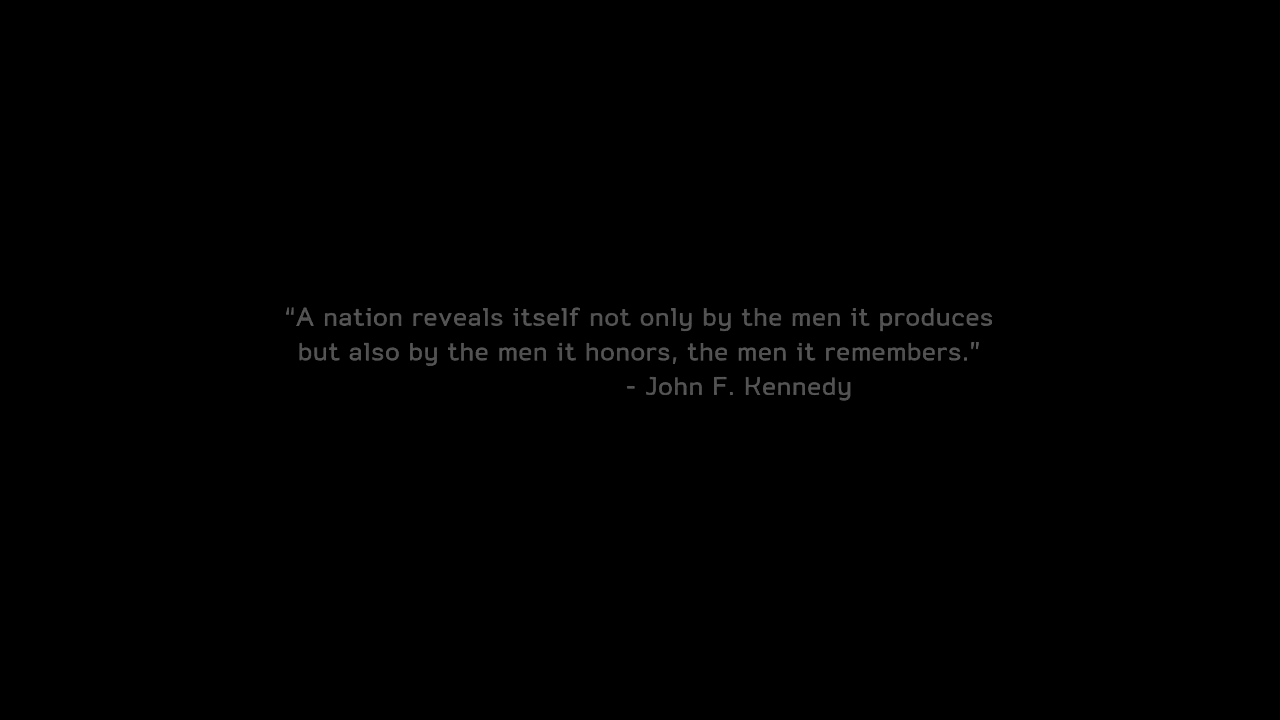 “A nation reveals itself not only by the men it produces
but also by the men it honors, the men it remembers.”
- John F. Kennedy